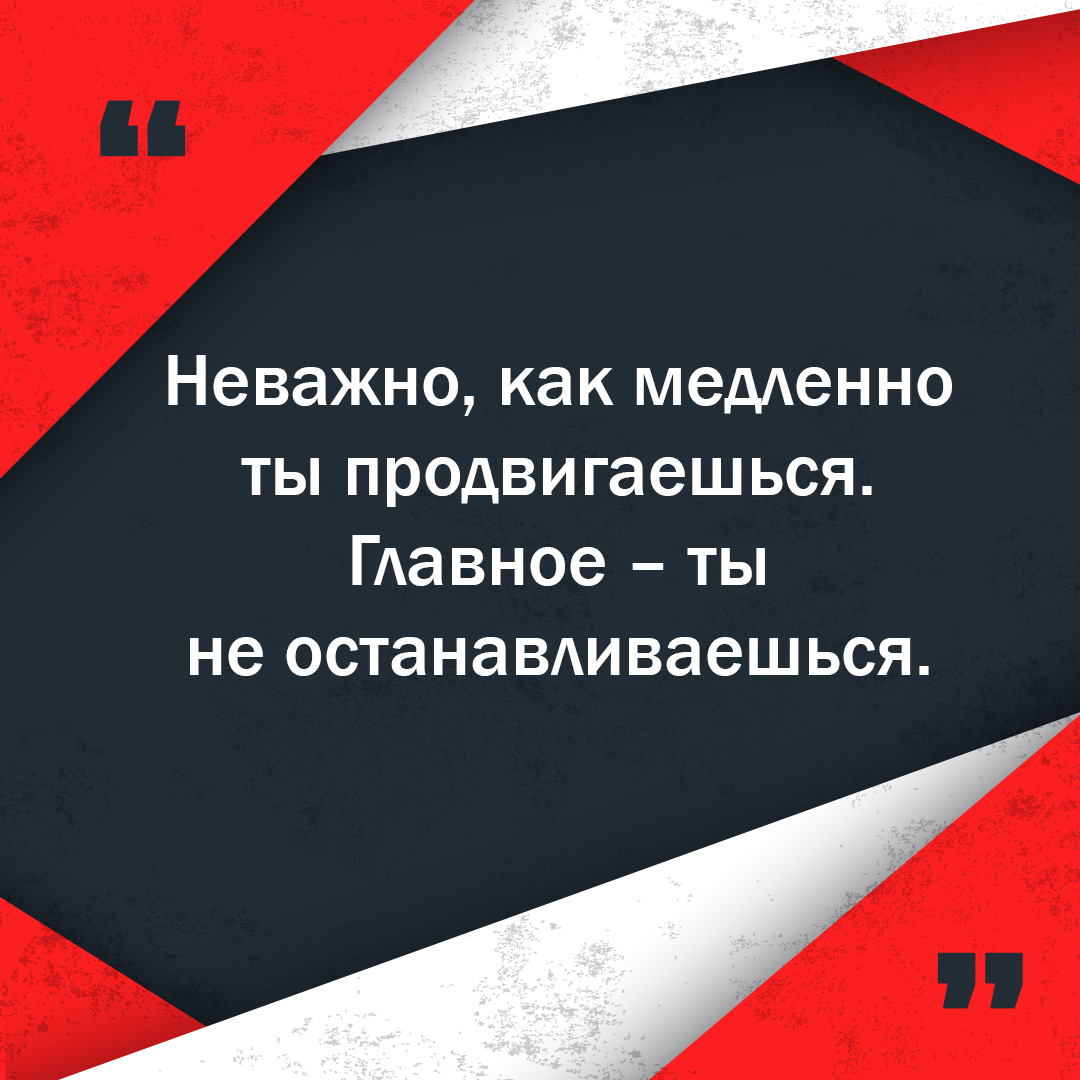 “
Неважно, как медленно
ты продвигаешься.
Главное – ты
не останавливаешься.
”